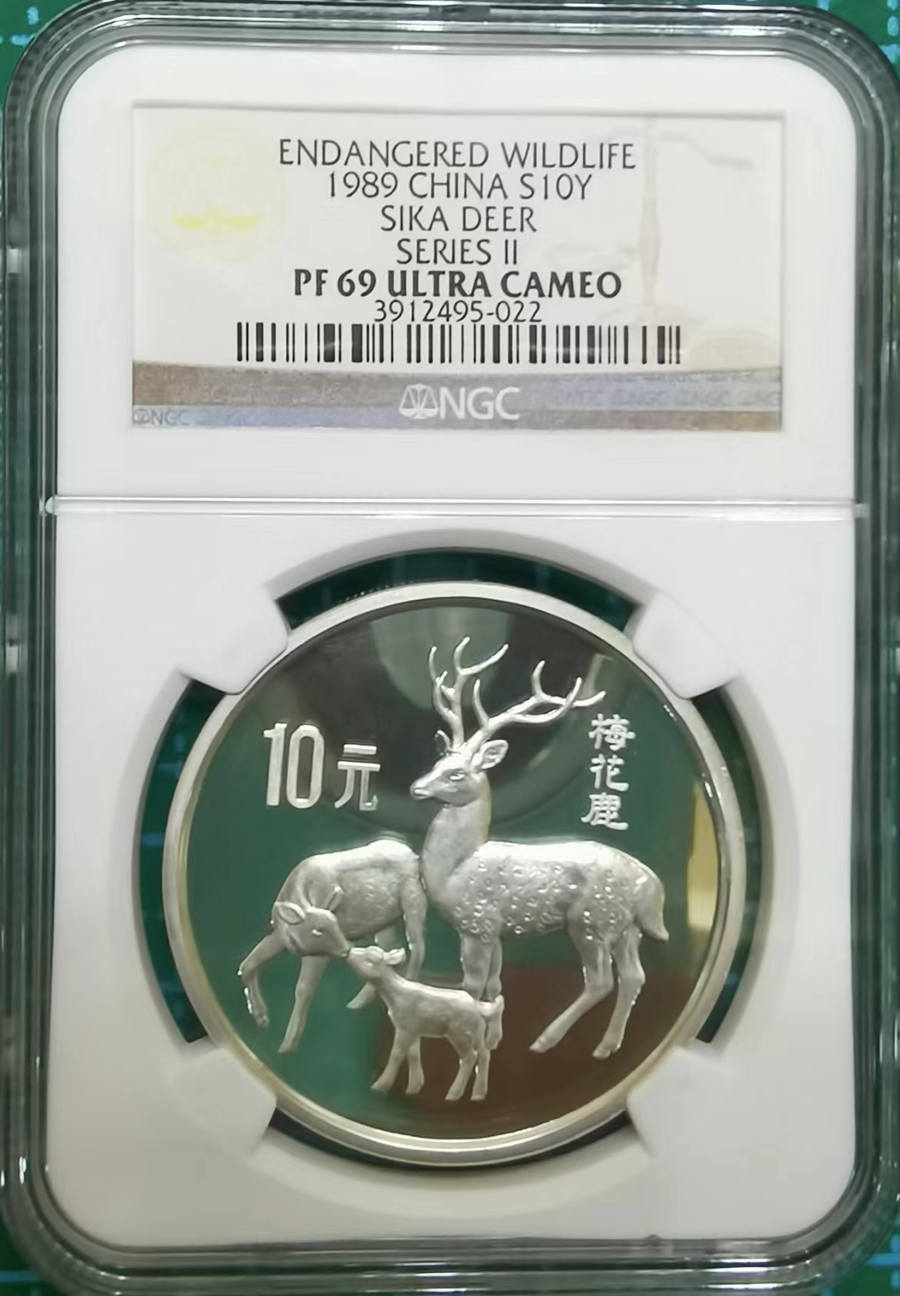 ENDANGERED WILDLIFE
1989 CHINA S10Y
SIKA DEER
SERIES II
PF 69 ULTRA CAMEO
3912495-022
NGC
NGC
10元
梅花鹿